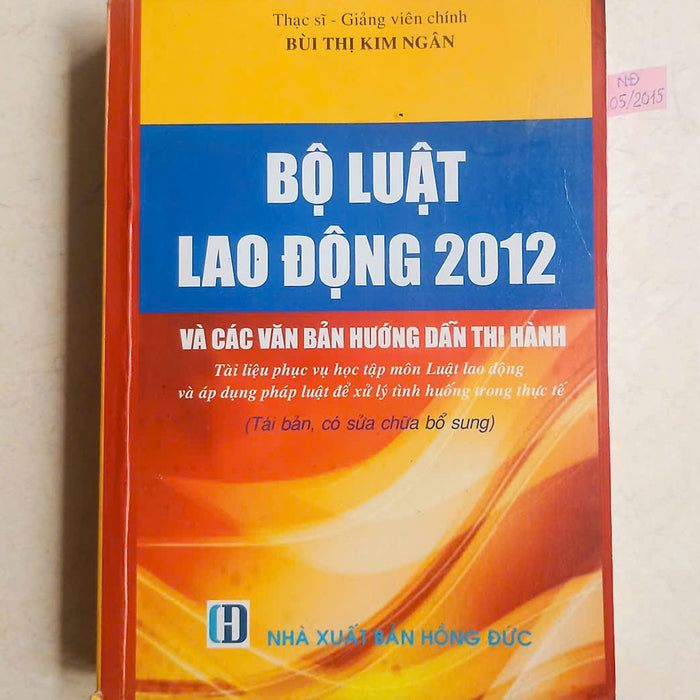 Thạc sĩ - Giảng viên chính
BÙI THỊ KIM NGÂN
NĐ
05/2015
BỘ LUẬT
LAO ĐỘNG 2012
VÀ CÁC VĂN BẢN HƯỚNG DẪN THI HÀNH
Tài liệu phục vụ học tập môn Luật lao động
và áp dụng pháp luật để xử lý tình huống trong thực tế
(Tái bản, có sửa chữa bổ sung)
HD
NHÀ XUẤT BẢN HỒNG ĐỨC